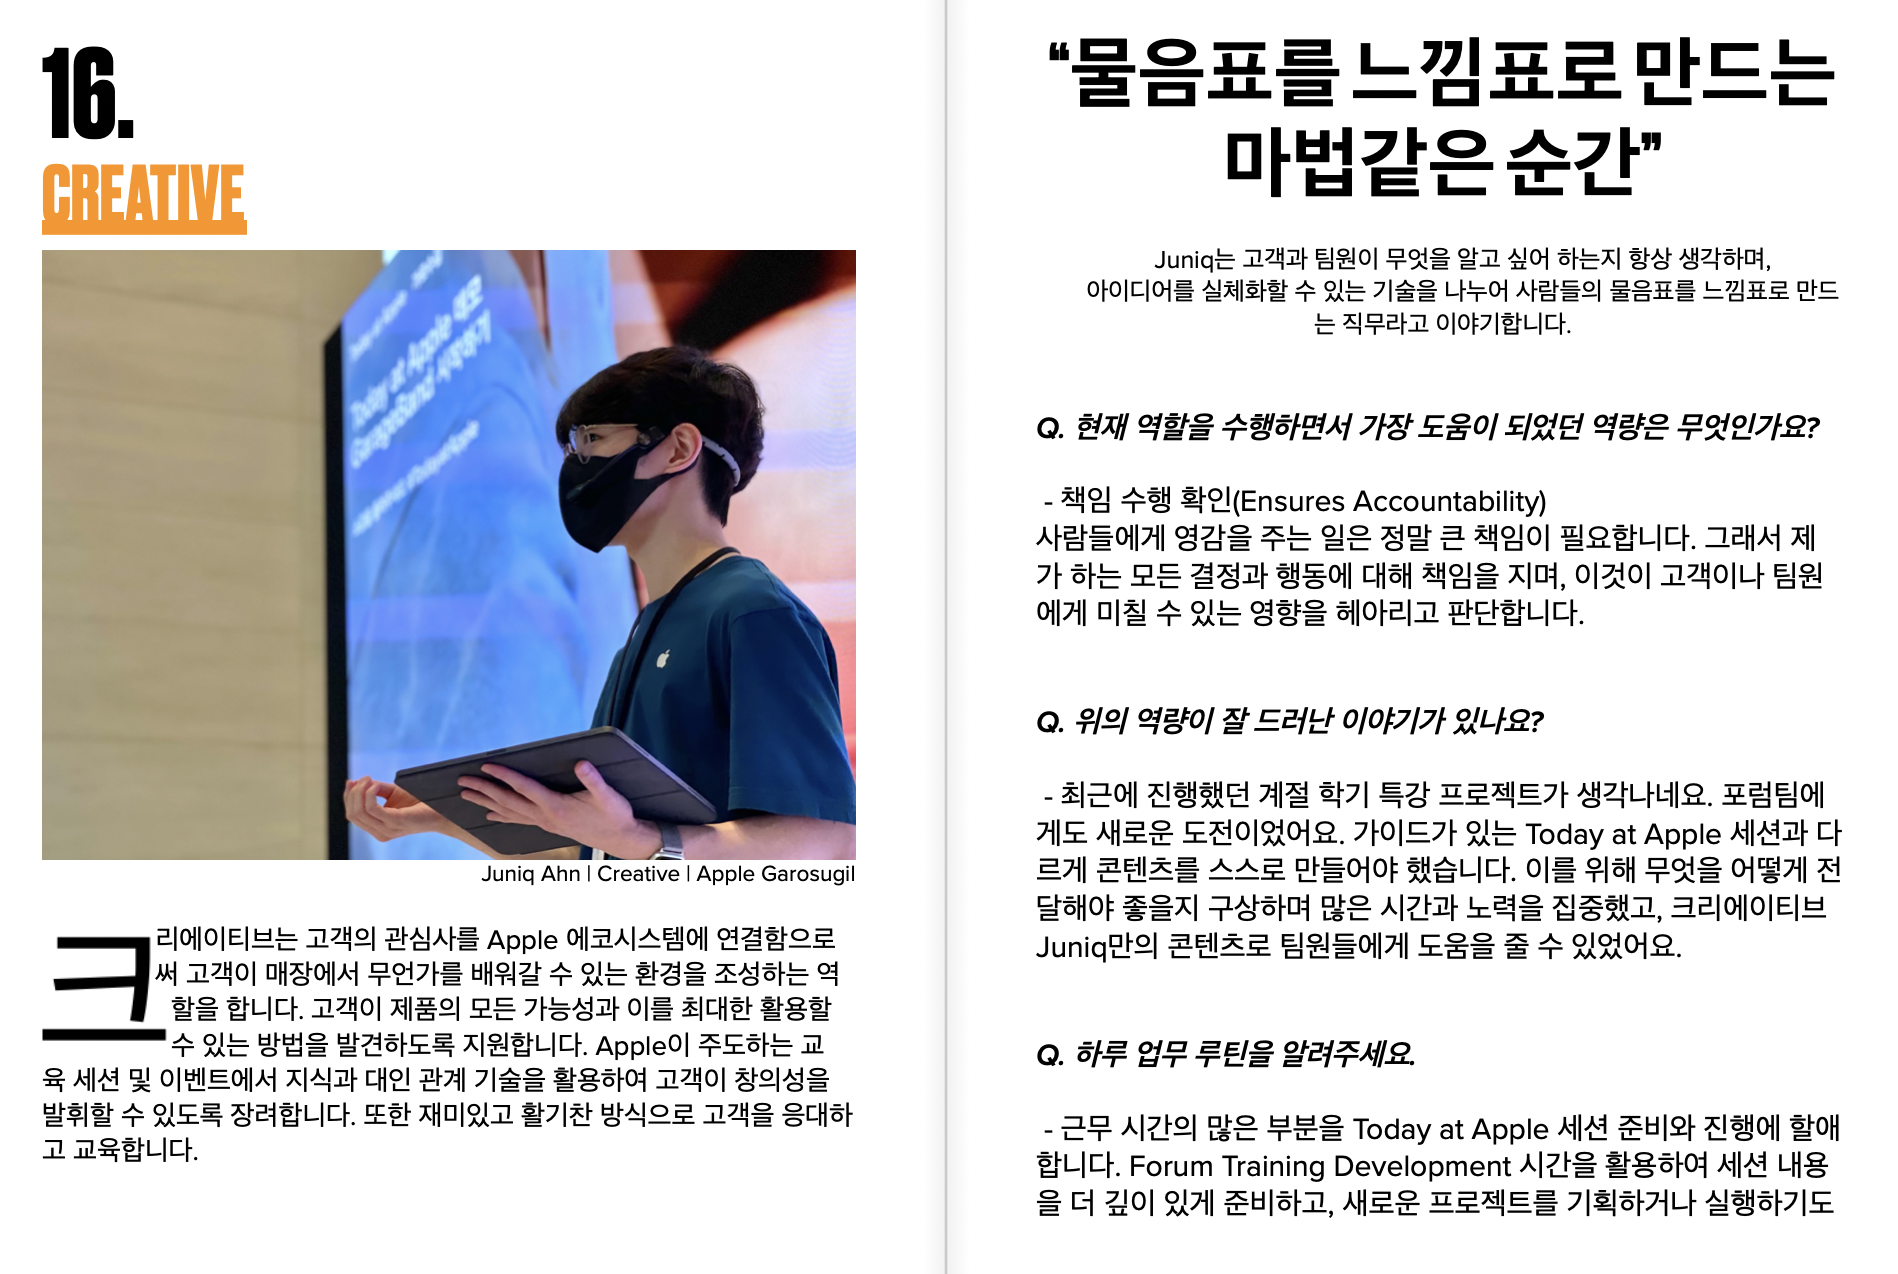 16.
CREATIVE
Today at Apple 데모
GarageBand 시작하기
Juniq Ahn | Creative | Apple Garosugil
크리에이티브는 고객의 관심사를 Apple 에코시스템에 연결함으로
써 고객이 매장에서 무언가를 배워갈 수 있는 환경을 조성하는 역
할을 합니다. 고객이 제품의 모든 가능성과 이를 최대한 활용할
수 있는 방법을 발견하도록 지원합니다. Apple이 주도하는 교
육 세션 및 이벤트에서 지식과 대인 관계 기술을 활용하여 고객이 창의성을
발휘할 수 있도록 장려합니다. 또한 재미있고 활기찬 방식으로 고객을 응대하
고 교육합니다.
“물음표를 느낌표로 만드는
마법같은 순간”
Juniq는 고객과 팀원이 무엇을 알고 싶어 하는지 항상 생각하며,
아이디어를 실체화할 수 있는 기술을 나누어 사람들의 물음표를 느낌표로 만드
는 직무라고 이야기합니다.
Q. 현재 역할을 수행하면서 가장 도움이 되었던 역량은 무엇인가요?
- 책임 수행 확인(Ensures Accountability)
사람들에게 영감을 주는 일은 정말 큰 책임이 필요합니다. 그래서 제
가 하는 모든 결정과 행동에 대해 책임을 지며, 이것이 고객이나 팀원
에게 미칠 수 있는 영향을 헤아리고 판단합니다.
Q. 위의 역량이 잘 드러난 이야기가 있나요?
- 최근에 진행했던 계절 학기 특강 프로젝트가 생각나네요. 포럼팀에
게도 새로운 도전이었어요. 가이드가 있는 Today at Apple 세션과 다
르게 콘텐츠를 스스로 만들어야 했습니다. 이를 위해 무엇을 어떻게 전
달해야 좋을지 구상하며 많은 시간과 노력을 집중했고, 크리에이티브
Juniq만의 콘텐츠로 팀원들에게 도움을 줄 수 있었어요.
Q. 하루 업무 루틴을 알려주세요.
- 근무 시간의 많은 부분을 Today at Apple 세션 준비와 진행에 할애
합니다. Forum Training Development 시간을 활용하여 세션 내용
을 더 깊이 있게 준비하고, 새로운 프로젝트를 기획하거나 실행하기도